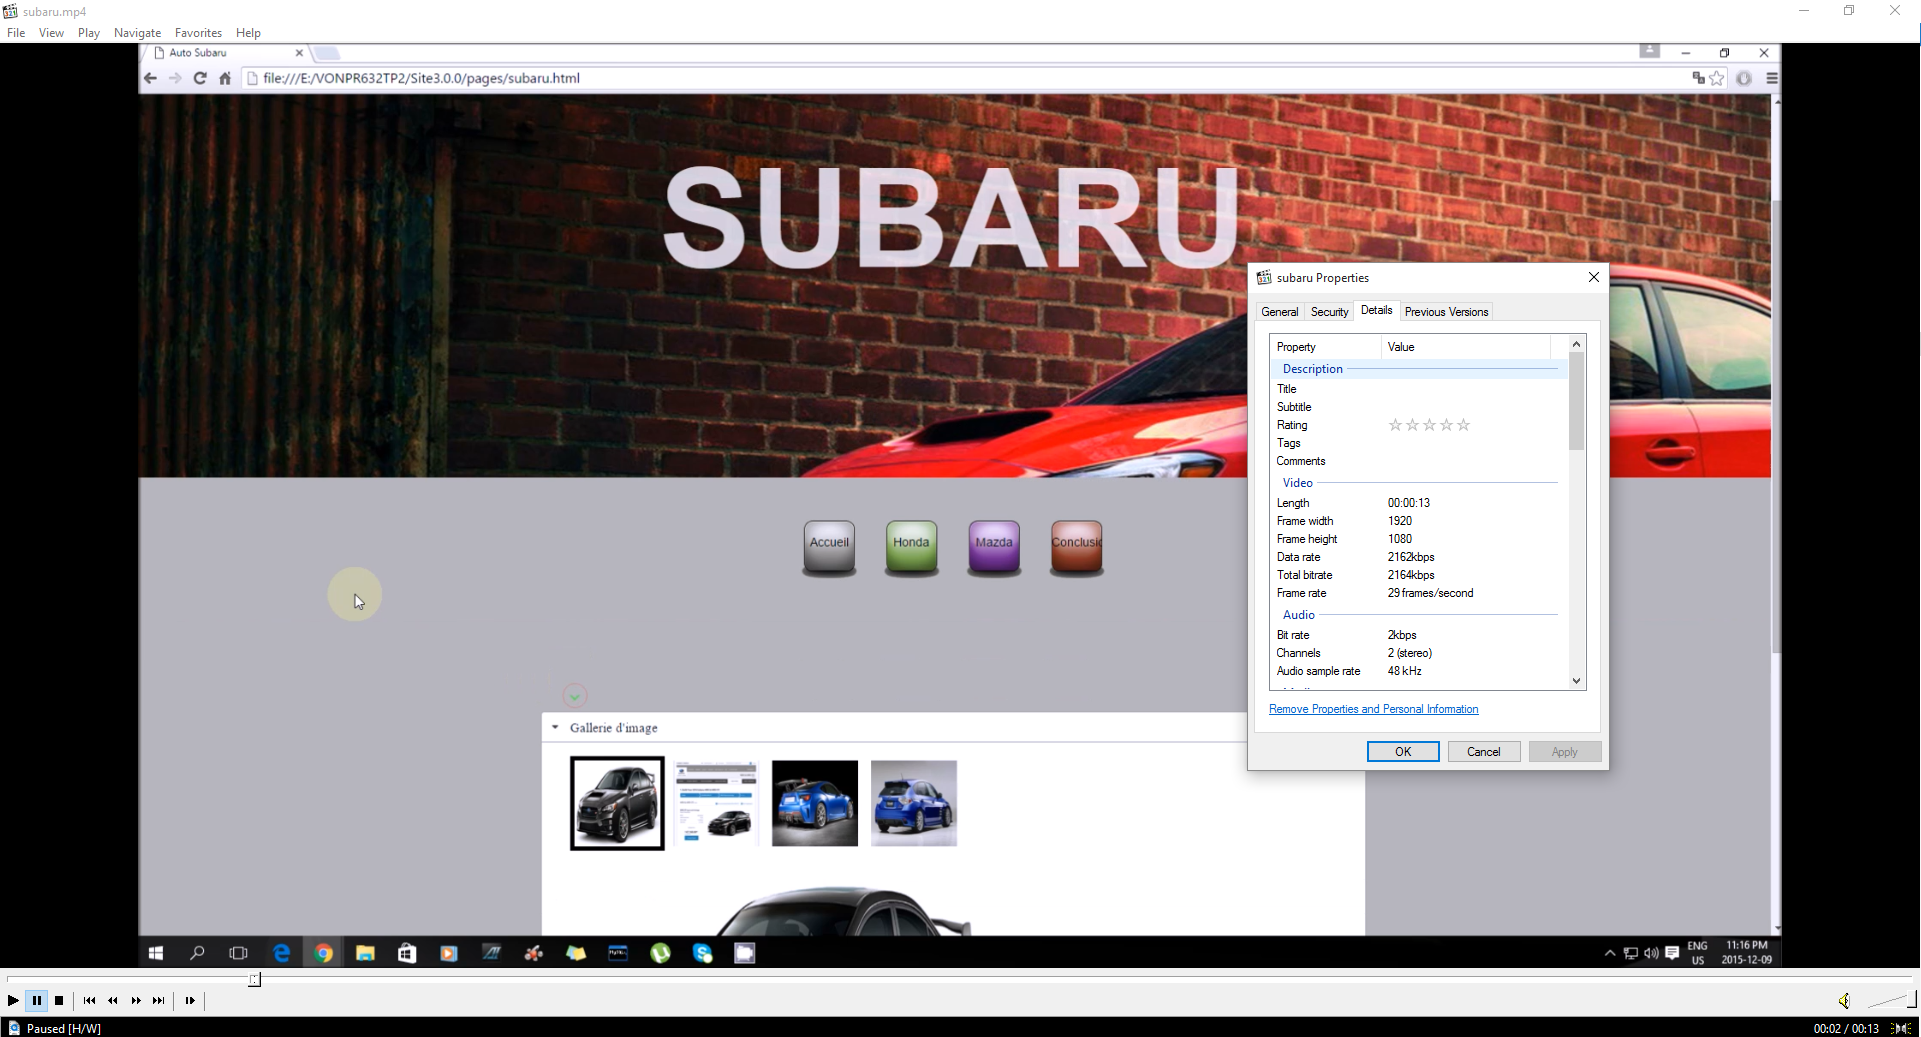 subaru.mp4
File View Play Navigate Favorites Help
Auto Subaru
file:///E:/VONPR632TP2/Site3.0.0/pages/subaru.html
SUBARU
subaru Properties
General Security Details Previous Versions
Property Value
Description
Title
Subtitle
Rating
Tags
Comments
Video
Length 00:00:13
Frame width 1920
Frame height 1080
Data rate 2162kbps
Total bitrate 2164kbps
Frame rate 29 frames/second
Audio
Bit rate 2kbps
Channels 2 (stereo)
Audio sample rate 48 kHz
Remove Properties and Personal Information
OK Cancel Apply
Accueil Honda Mazda Conclusi
Gallerie d'image
ENG
US
11:16 PM
2015-12-09
Paused [H/W]
00:02 / 00:13